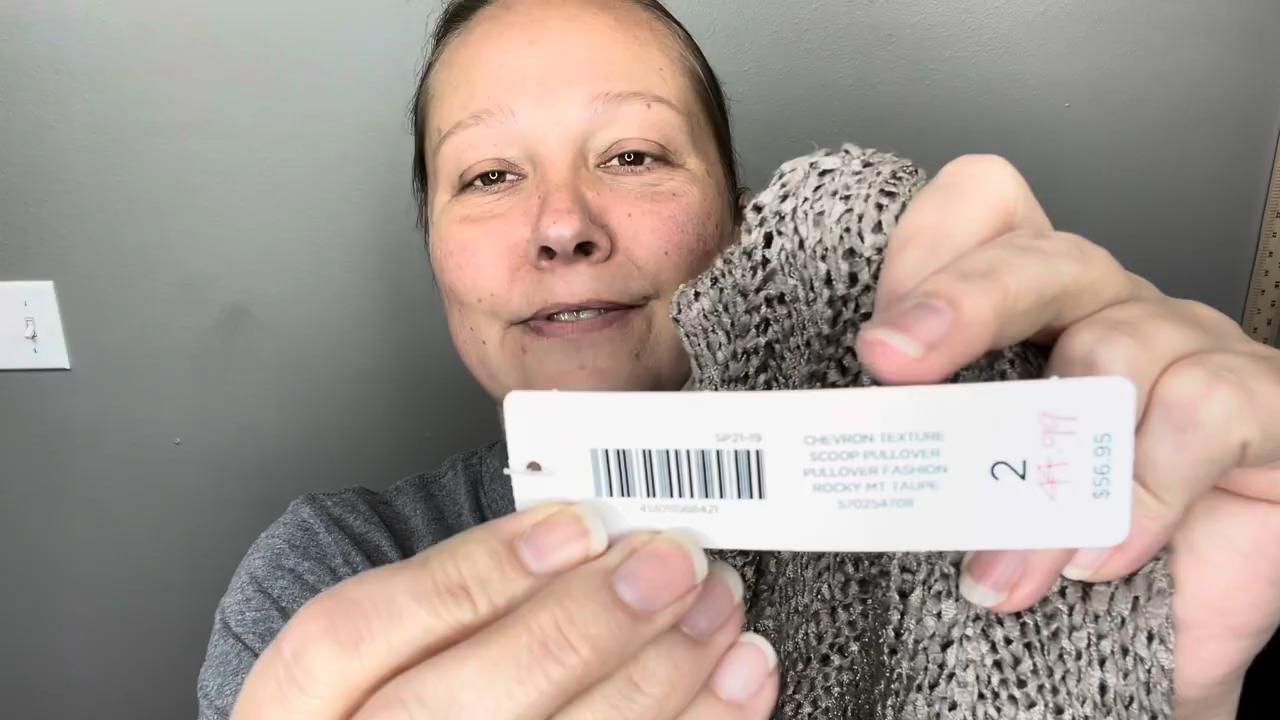 SP21-19
CHEVRON TEXTURE
SCOOP PULLOVER
PULLOVER FASHION
ROCKY MT TAUPE
570254708
2
$56.95